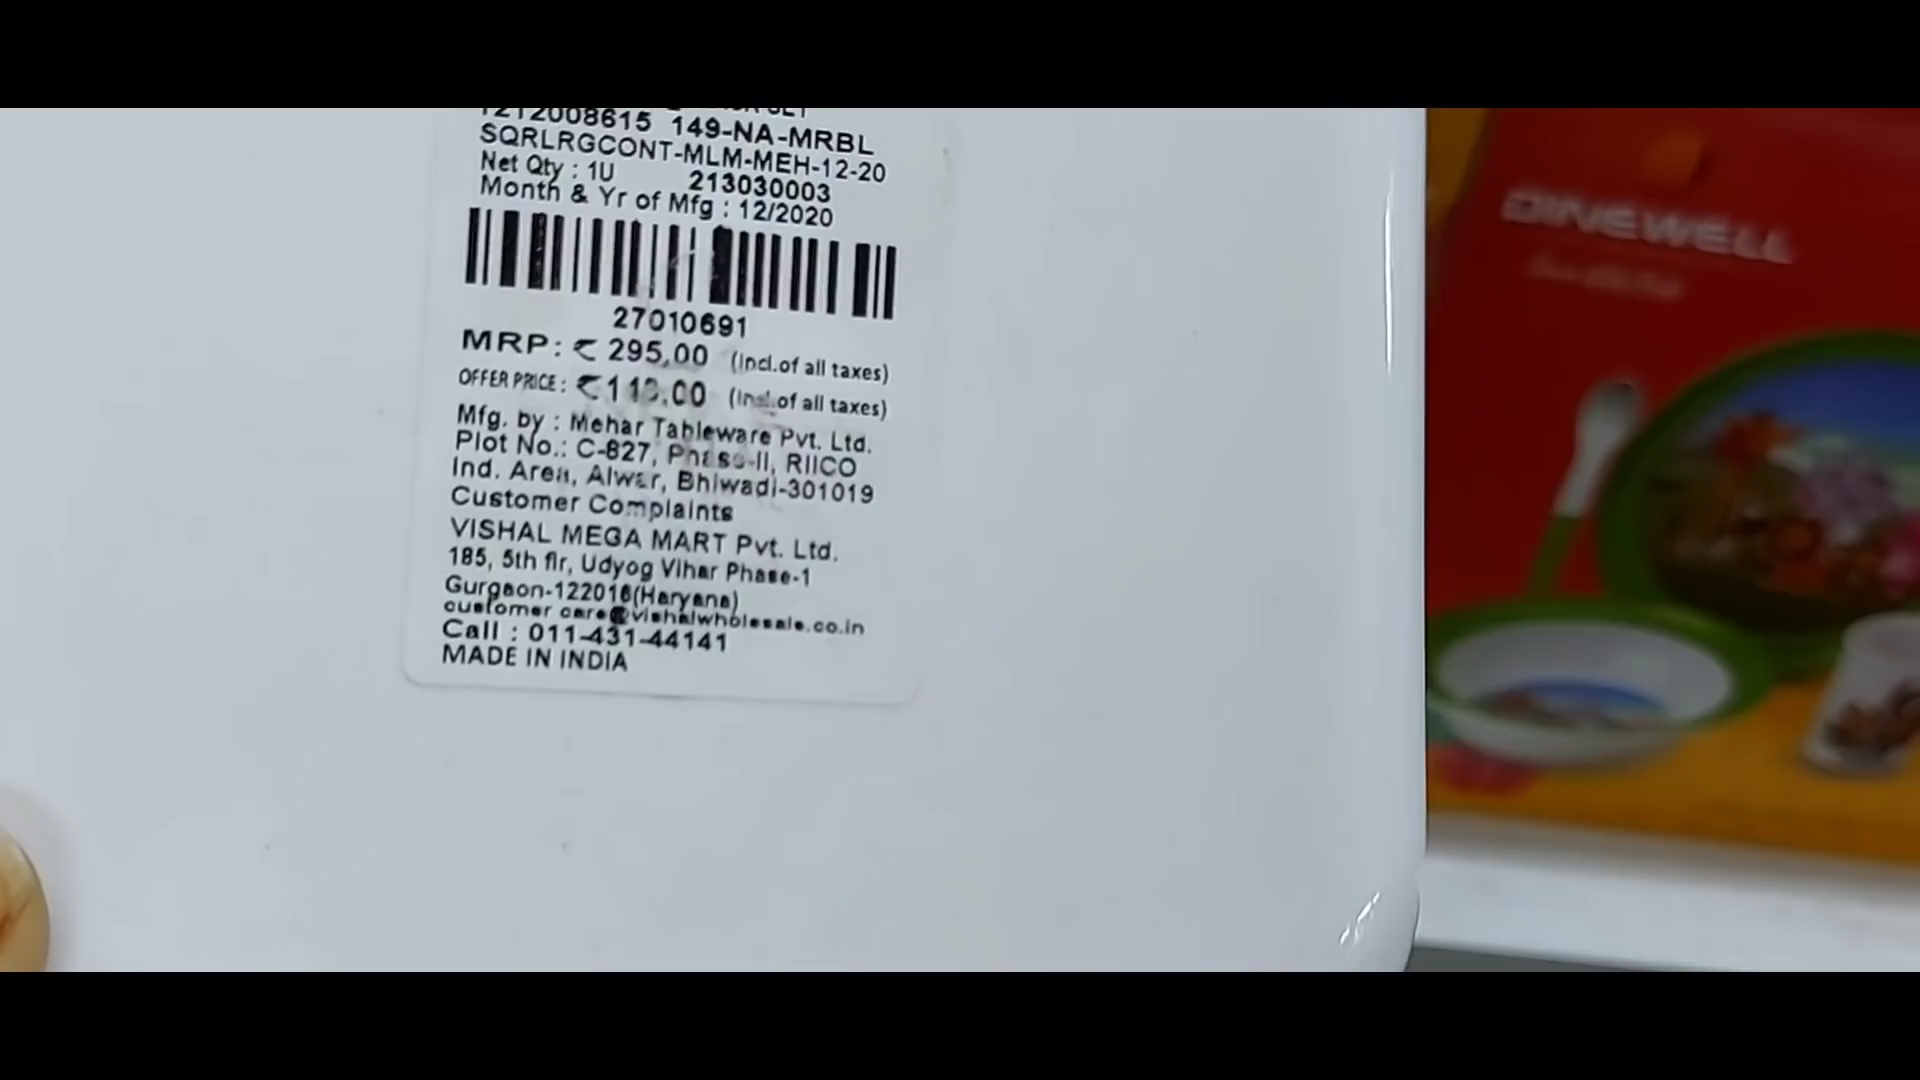 1212008615 149-NA-MRBL
SQRLRGCONT-MLM-MEH-12-20
Net Qty : 1U 213030003
Month & Yr of Mfg : 12/2020
27010691
MRP: ₹ 295.00 (Incl.of all taxes)
OFFER PRICE : (Incl.of all taxes)
Mfg. by : Mehar Tableware Pvt. Ltd.
Plot No.: C-827, Phase-II, RIICO
Ind. Area, Alwar, Bhiwadi-301019
Customer Complaints
VISHAL MEGA MART Pvt. Ltd.
185, 5th flr, Udyog Vihar Phase-1
Gurgaon-122016(Haryana)
customer care@vishalwholesale.co.in
Call : 011-431-44141
MADE IN INDIA
DINEWELL